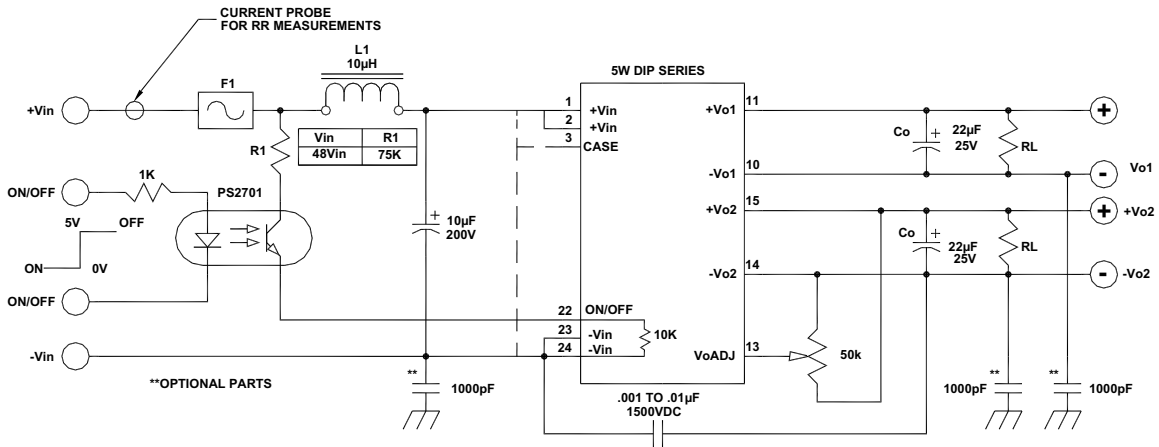 CURRENT PROBE
FOR RR MEASUREMENTS
L1
10µH
5W DIP SERIES
F1
+Vin
1
+Vin
2
+Vin
3
CASE
+Vo1
11
Co
+
22µF
25V
RL
+
Vin R1
48Vin 75K
R1
-Vo1
10
-
Vo1
ON/OFF
1K
PS2701
+Vo2
15
+
+Vo2
5V
OFF
ON
0V
+
10µF
200V
Co
+
22µF
25V
RL
-Vo2
14
-
-Vo2
ON/OFF
22
ON/OFF
23
-Vin
24
-Vin
10K
VoADJ
13
50k
-Vin
**OPTIONAL PARTS
**
1000pF
.001 TO .01µF
1500VDC
**
1000pF
**
1000pF